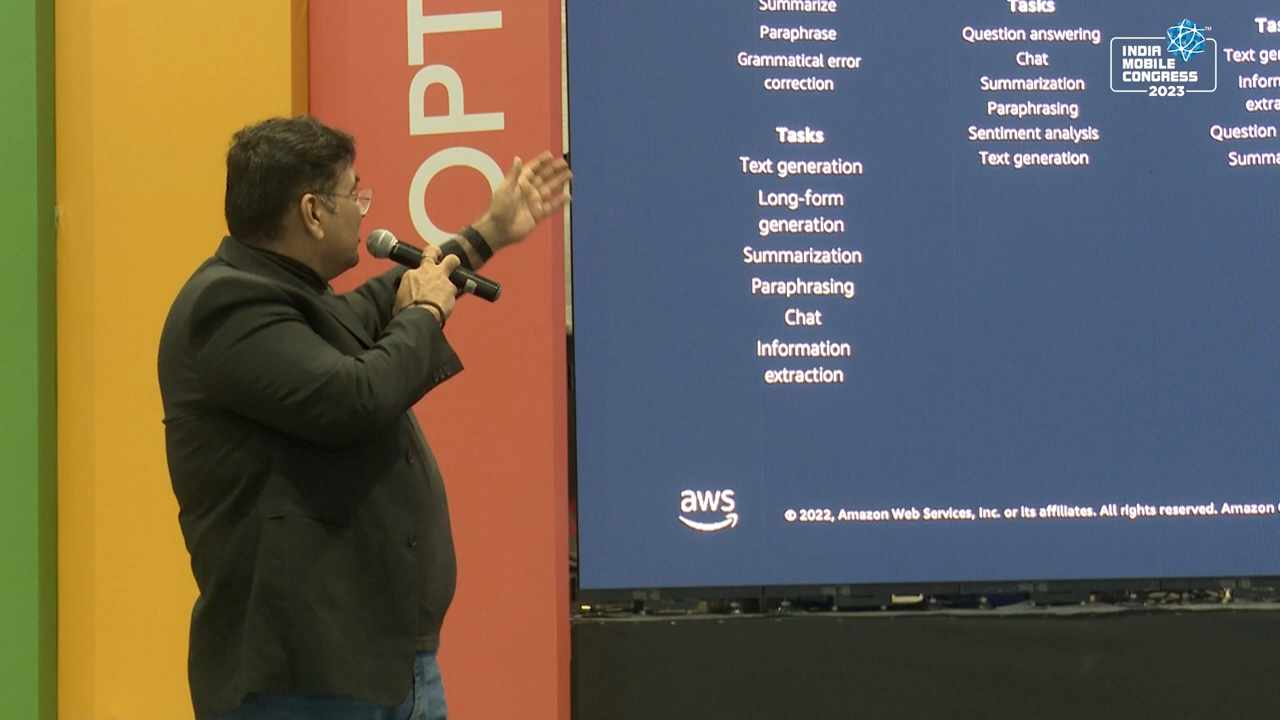 OPT
Summarize
Paraphrase
Grammatical error
correction
Tasks
Text generation
Long-form
generation
Summarization
Paraphrasing
Chat
Information
extraction
Tasks
Question answering
Chat
Summarization
Paraphrasing
Sentiment analysis
Text generation
Question
INDIA
MOBILE
CONGRESS
2023
TM
aws
© 2022, Amazon Web Services, Inc. or its affiliates. All rights reserved. Amazon